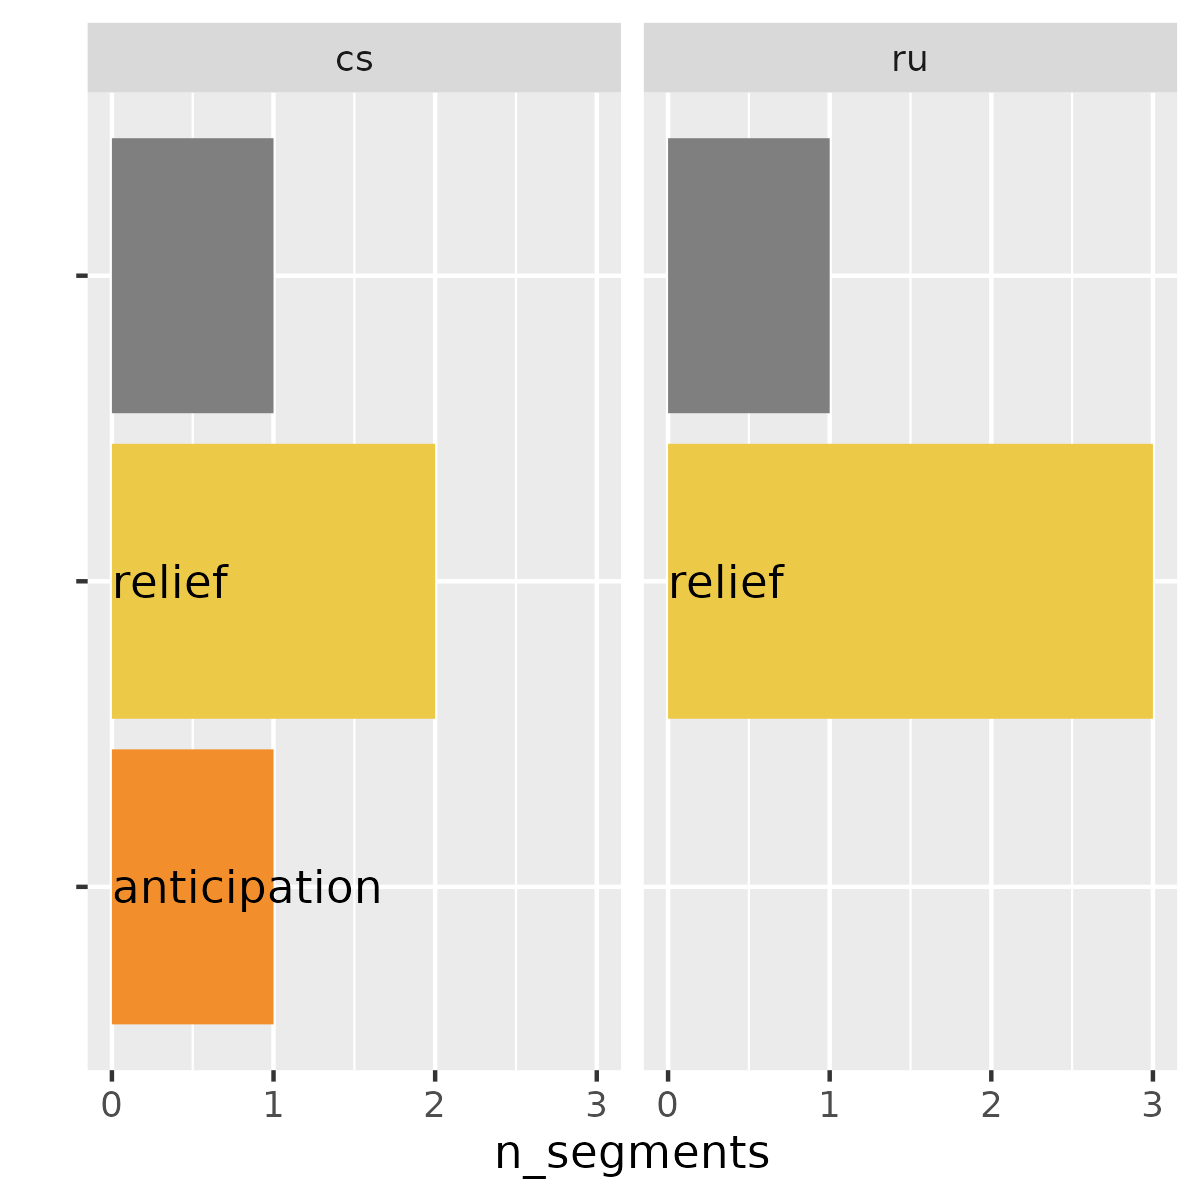 cs
ru
relief
relief
anticipation
0 1 2 3
0 1 2 3
n_segments